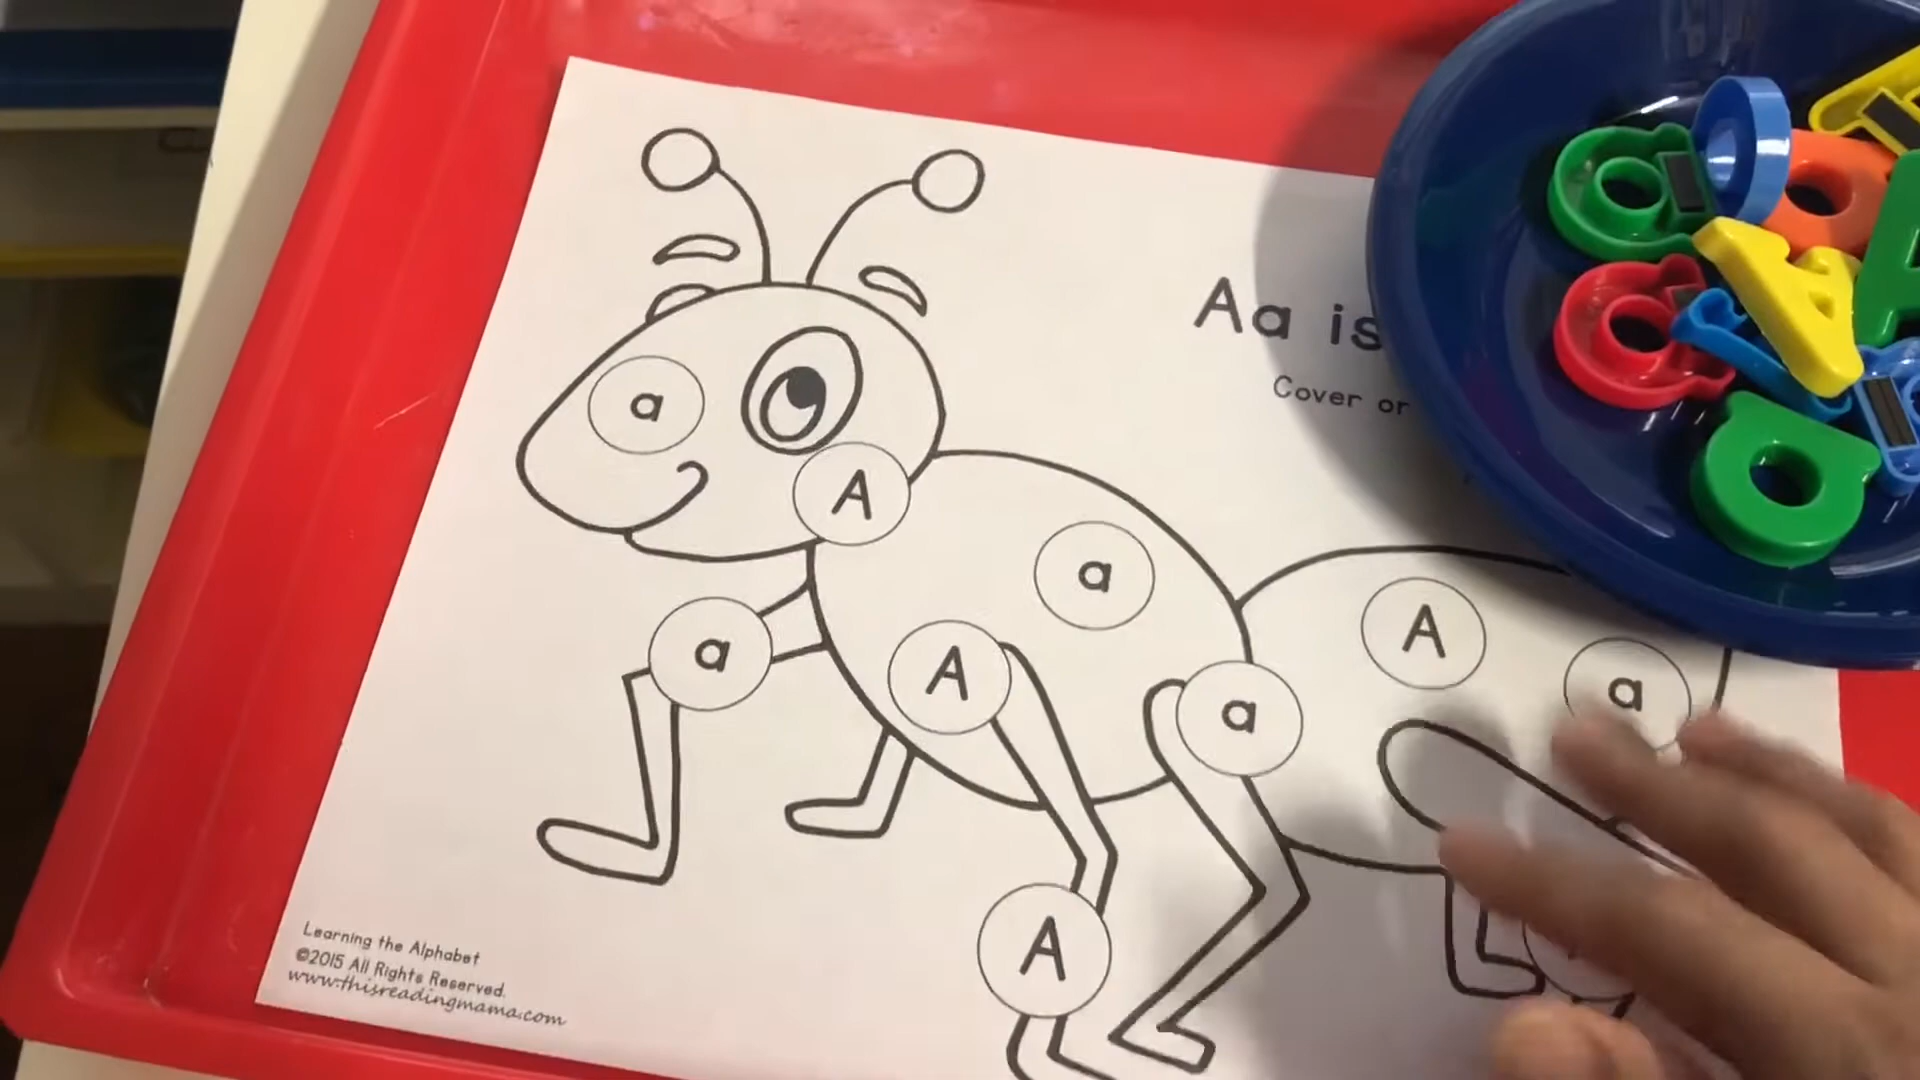 Aa is
Cover or
a
A
a
A
a
A
a
a
A
Learning the Alphabet
©2015 All Rights Reserved.
www.thisreadingmama.com